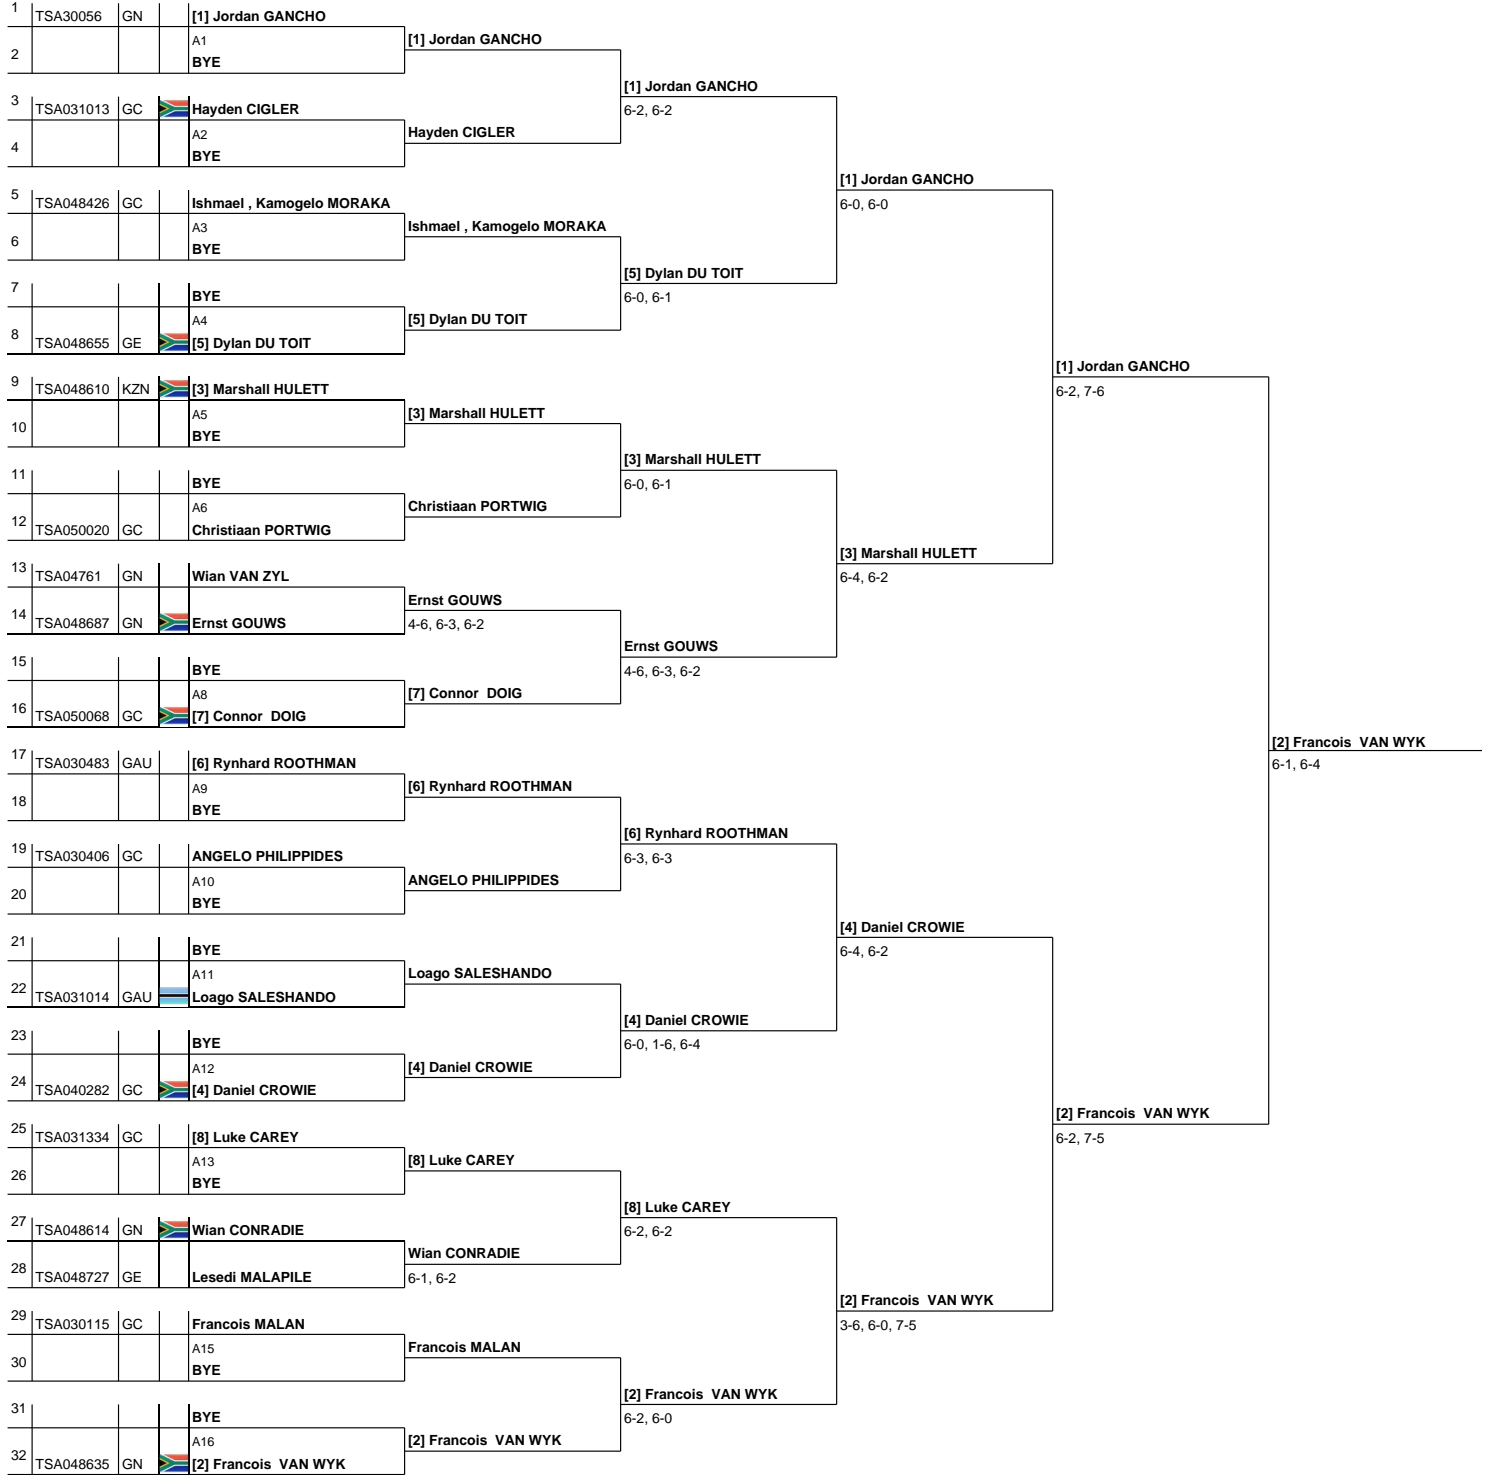 1 TSA30056 GN [1] Jordan GANCHO
A1 [1] Jordan GANCHO
2 BYE
[1] Jordan GANCHO
3 TSA031013 GC Hayden CIGLER 6-2, 6-2
A2 Hayden CIGLER
4 BYE
[1] Jordan GANCHO
5 TSA048426 GC Ishmael , Kamogelo MORAKA 6-0, 6-0
A3 Ishmael , Kamogelo MORAKA
6 BYE
[5] Dylan DU TOIT
7 BYE 6-0, 6-1
A4 [5] Dylan DU TOIT
8 TSA048655 GE [5] Dylan DU TOIT
[1] Jordan GANCHO
9 TSA048610 KZN [3] Marshall HULETT 6-2, 7-6
A5 [3] Marshall HULETT
10 BYE
[3] Marshall HULETT
11 BYE 6-0, 6-1
A6 Christiaan PORTWIG
12 TSA050020 GC Christiaan PORTWIG
[3] Marshall HULETT
13 TSA04761 GN Wian VAN ZYL 6-4, 6-2
Ernst GOUWS
14 TSA048687 GN Ernst GOUWS 4-6, 6-3, 6-2
Ernst GOUWS
15 BYE 4-6, 6-3, 6-2
A8 [7] Connor DOIG
16 TSA050068 GC [7] Connor DOIG
[2] Francois VAN WYK
17 TSA030483 GAU [6] Rynhard ROOTHMAN 6-1, 6-4
A9 [6] Rynhard ROOTHMAN
18 BYE
[6] Rynhard ROOTHMAN
19 TSA030406 GC ANGELO PHILIPPIDES 6-3, 6-3
A10 ANGELO PHILIPPIDES
20 BYE
[4] Daniel CROWIE
21 BYE 6-4, 6-2
A11 Loago SALESHANDO
22 TSA031014 GAU Loago SALESHANDO
[4] Daniel CROWIE
23 BYE 6-0, 1-6, 6-4
A12 [4] Daniel CROWIE
24 TSA040282 GC [4] Daniel CROWIE
[2] Francois VAN WYK
25 TSA031334 GC [8] Luke CAREY 6-2, 7-5
A13 [8] Luke CAREY
26 BYE
[8] Luke CAREY
27 TSA048614 GN Wian CONRADIE 6-2, 6-2
Wian CONRADIE
28 TSA048727 GE Lesedi MALAPILE 6-1, 6-2
[2] Francois VAN WYK
29 TSA030115 GC Francois MALAN 3-6, 6-0, 7-5
A15 Francois MALAN
30 BYE
[2] Francois VAN WYK
31 BYE 6-2, 6-0
A16 [2] Francois VAN WYK
32 TSA048635 GN [2] Francois VAN WYK